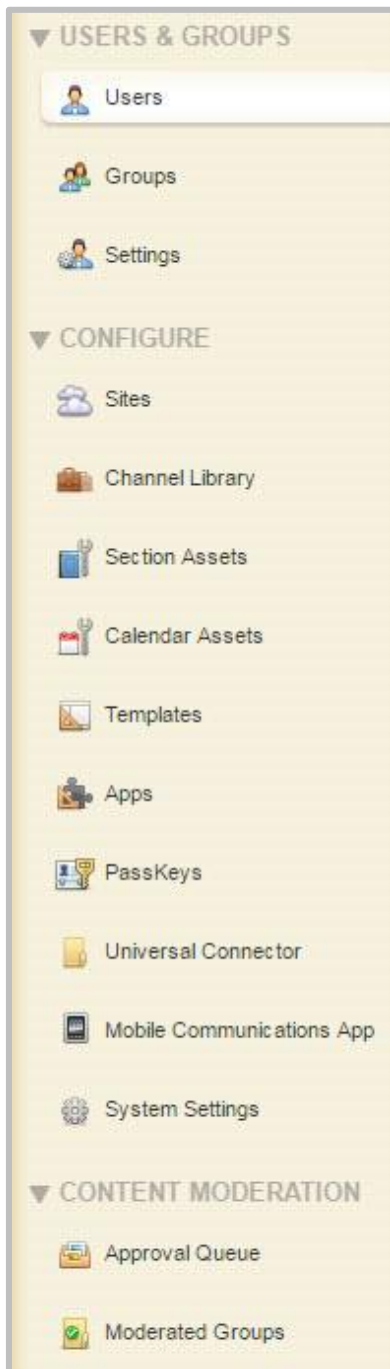 USERS & GROUPS
Users
Groups
Settings
CONFIGURE
Sites
Channel Library
Section Assets
Calendar Assets
Templates
Apps
PassKeys
Universal Connector
Mobile Communications App
System Settings
CONTENT MODERATION
Approval Queue
Moderated Groups